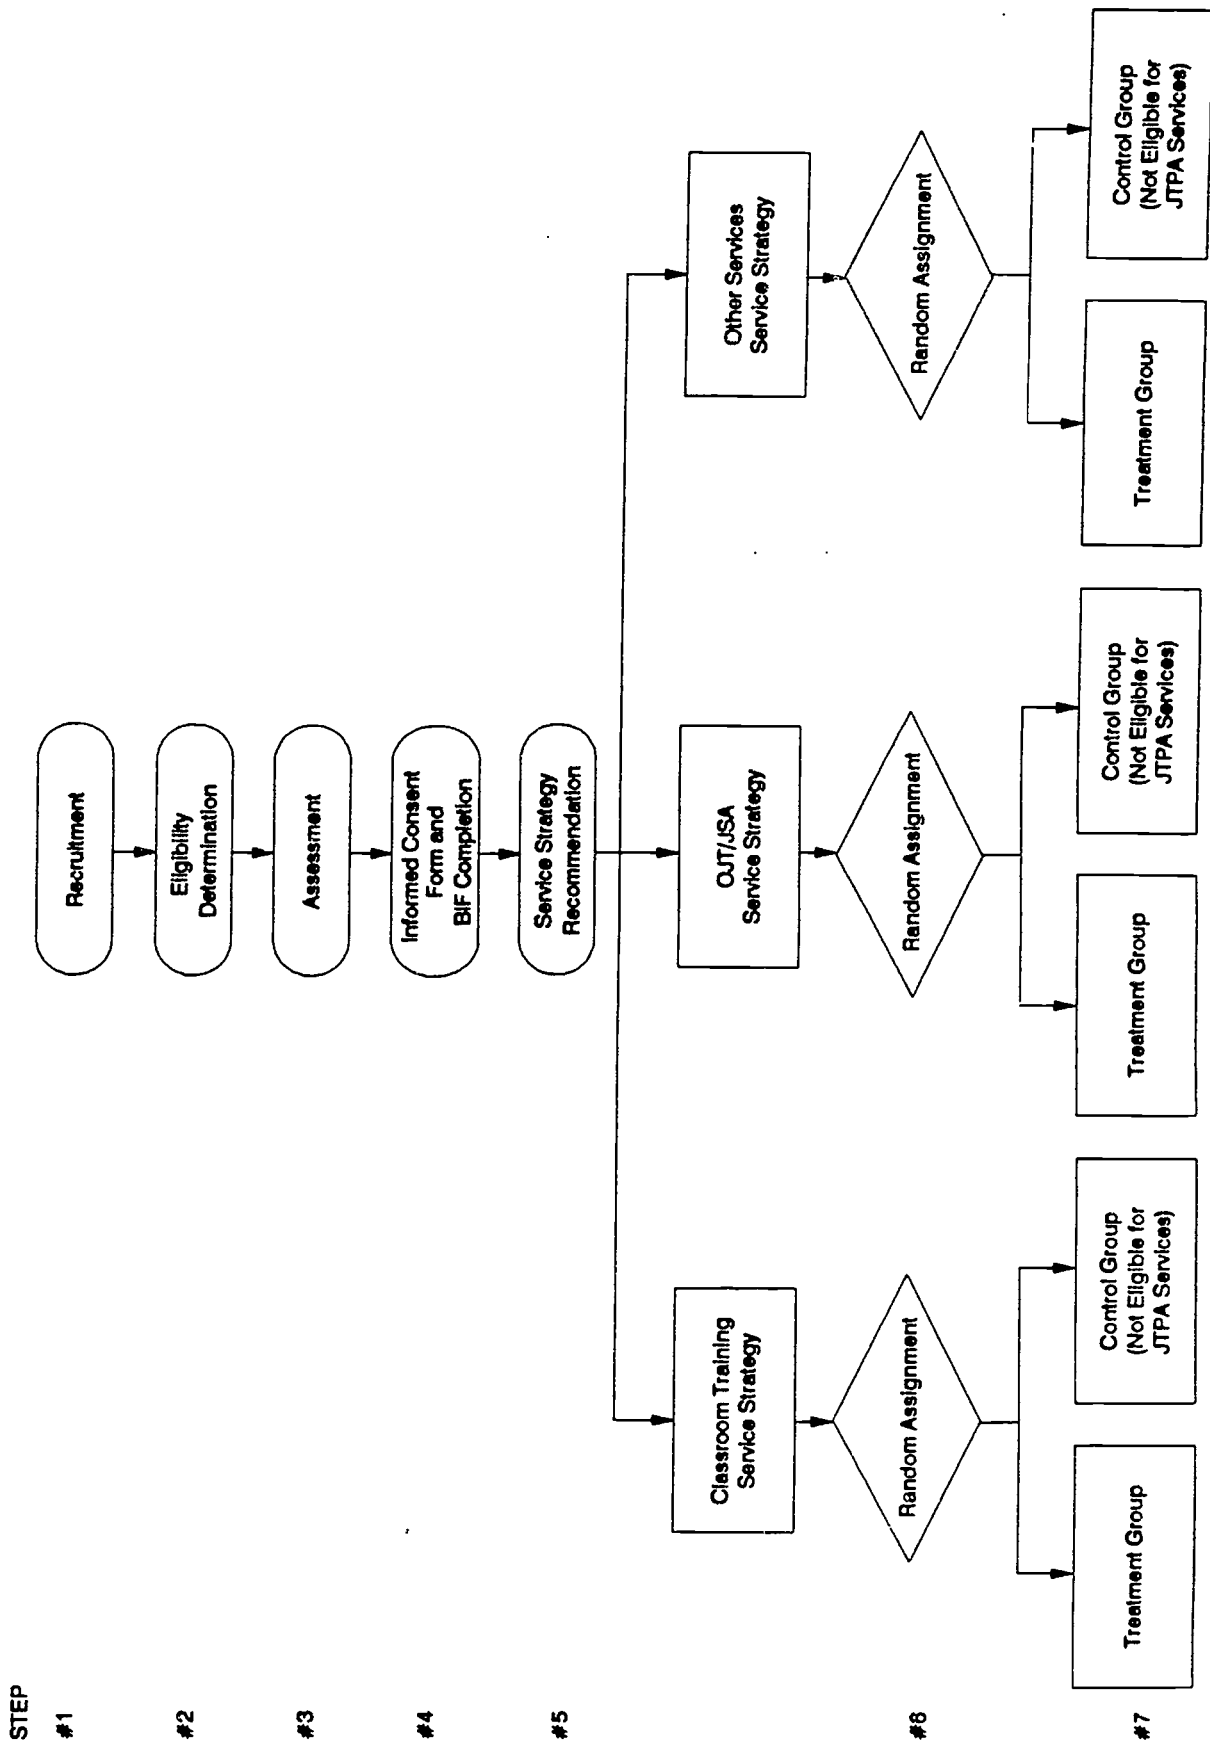 STEP
#1
Recruitment
#2
Eligibility
Determination
#3
Assessment
#4
Informed Consent
Form and
BIF Completion
#5
Service Strategy
Recommendation
Classroom Training
Service Strategy
OJT/JSA
Service Strategy
Other Services
Service Strategy
#6
Random Assignment
Random Assignment
Random Assignment
#7
Treatment Group
Control Group
(Not Eligible for
JTPA Services)
Treatment Group
Control Group
(Not Eligible for
JTPA Services)
Treatment Group
Control Group
(Not Eligible for
JTPA Services)